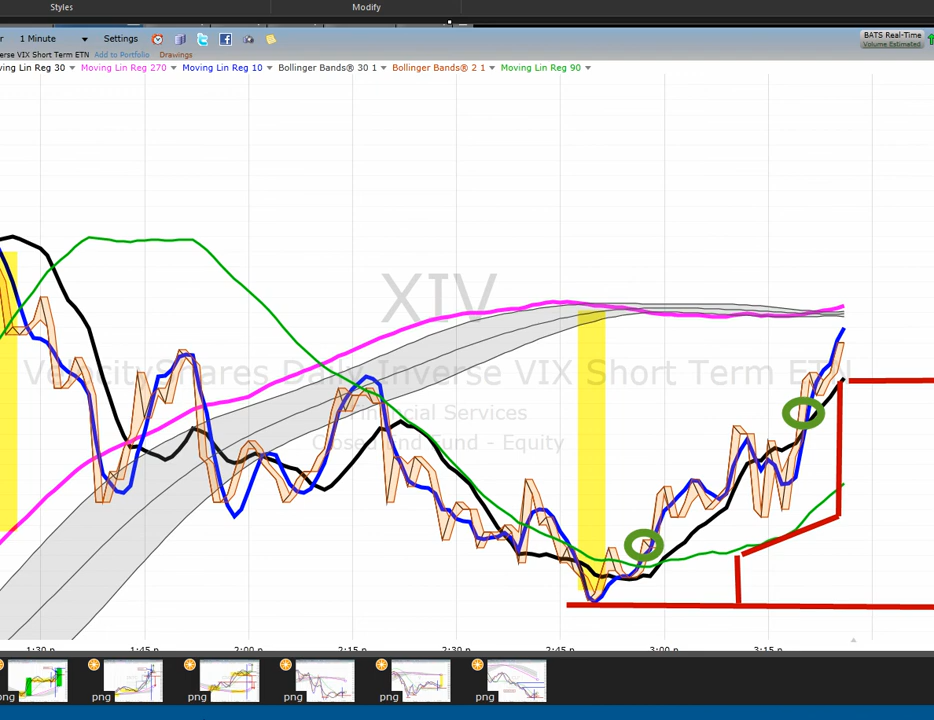 Styles Modify
r 1 Minute Settings BATS Real-Time
Volume Estimated
erse VIX Short Term ETN Add to Portfolio Drawings
ving Lin Reg 30 Moving Lin Reg 270 Moving Lin Reg 10 Bollinger Bands® 30 1 Bollinger Bands® 2 1 Moving Lin Reg 90
XIV
VelocityShares Daily Inverse VIX Short Term ETN
Financial Services
Closed End Fund - Equity
1:30 p 1:45 p 2:00 p 2:15 p 2:30 p 2:45 p 3:00 p 3:15 p
png png png png png png